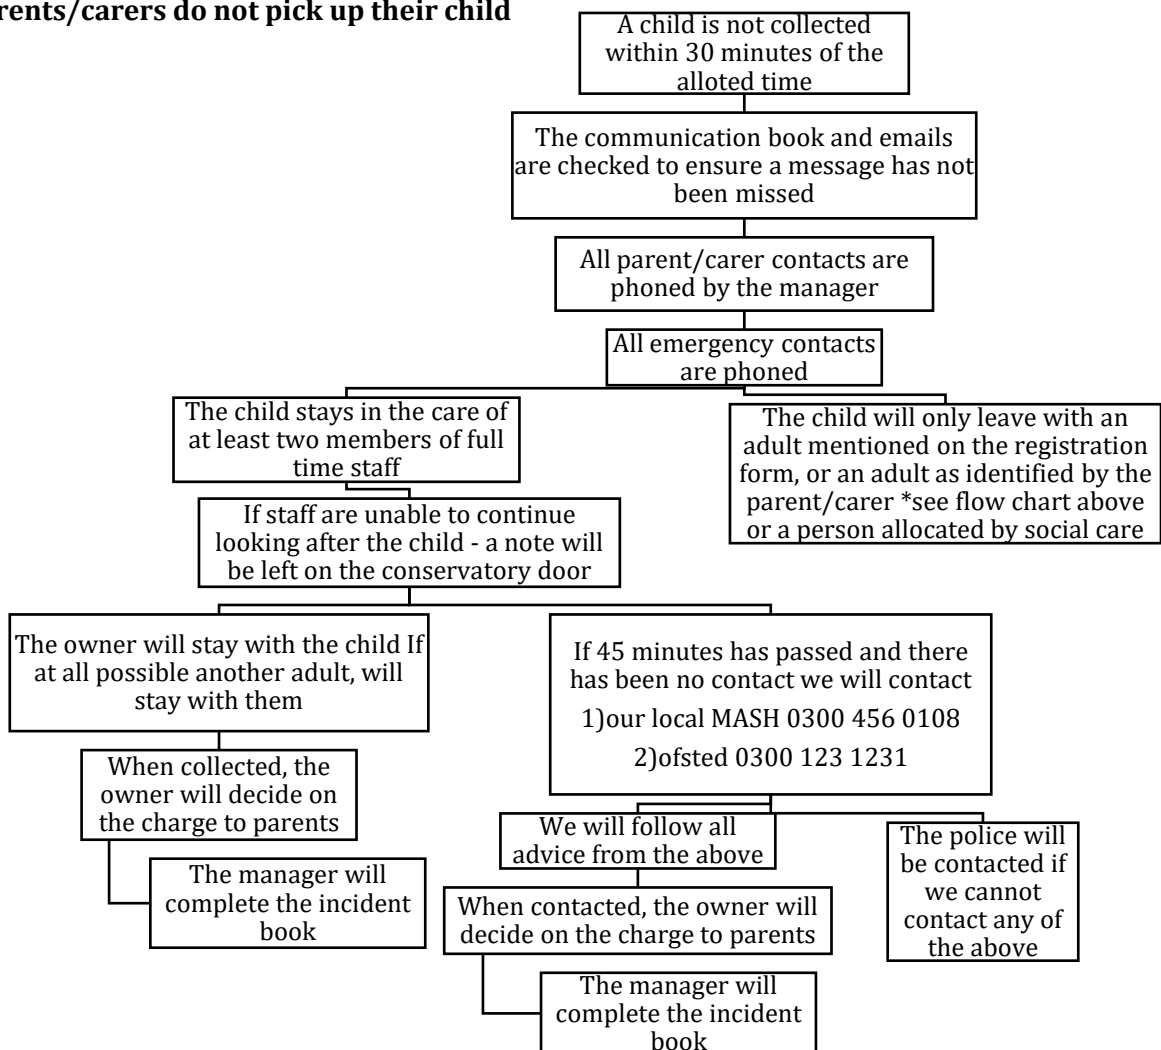 rents/carers do not pick up their child
A child is not collected
within 30 minutes of the
alloted time
The communication book and emails
are checked to ensure a message has not
been missed
All parent/carer contacts are
phoned by the manager
All emergency contacts
are phoned
The child stays in the care of
at least two members of full
time staff
The child will only leave with an
adult mentioned on the registration
form, or an adult as identified by the
parent/carer *see flow chart above
or a person allocated by social care
If staff are unable to continue
looking after the child - a note will
be left on the conservatory door
The owner will stay with the child If
at all possible another adult, will
stay with them
If 45 minutes has passed and there
has been no contact we will contact
1)our local MASH 0300 456 0108
2)ofsted 0300 123 1231
When collected, the
owner will decide on
the charge to parents
The manager will
complete the incident
book
We will follow all
advice from the above
When contacted, the owner will
decide on the charge to parents
The manager will
complete the incident
book
The police will
be contacted if
we cannot
contact any of
the above